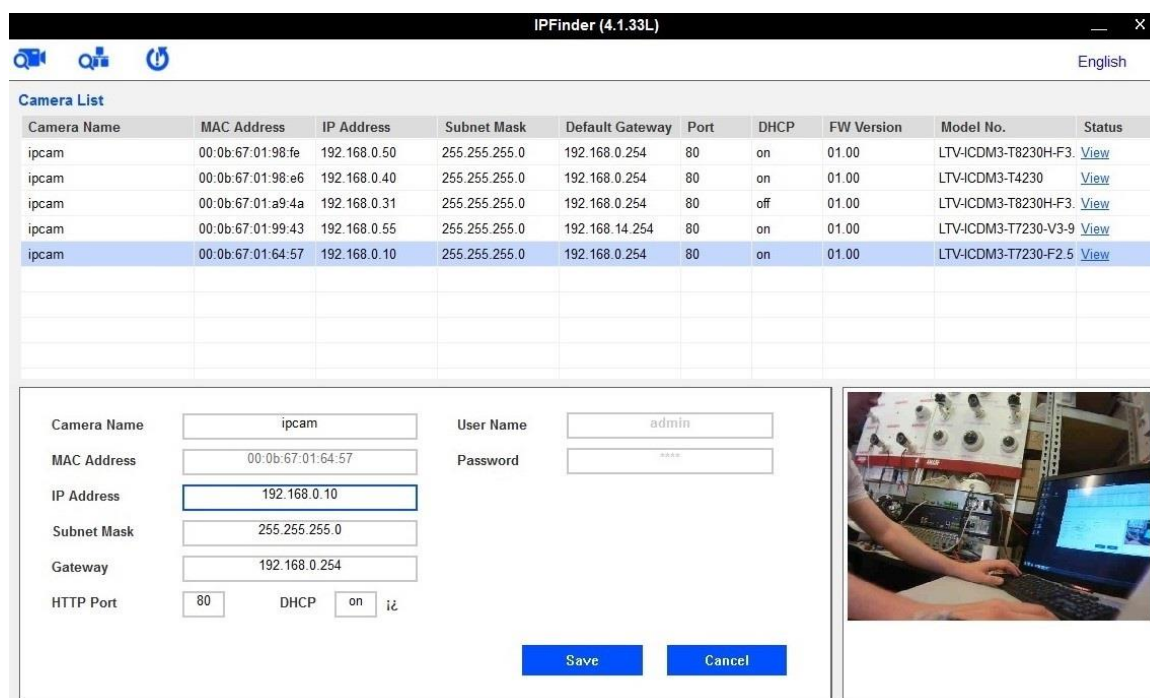 IPFinder (4.1.33L)
English
Camera List
Camera Name MAC Address IP Address Subnet Mask Default Gateway Port DHCP FW Version Model No. Status
ipcam 00:0b:67:01:98:fe 192.168.0.50 255.255.255.0 192.168.0.254 80 on 01.00 LTV-ICDM3-T8230H-F3. View
ipcam 00:0b:67:01:98:e6 192.168.0.40 255.255.255.0 192.168.0.254 80 on 01.00 LTV-ICDM3-T4230 View
ipcam 00:0b:67:01:a9:4a 192.168.0.31 255.255.255.0 192.168.0.254 80 off 01.00 LTV-ICDM3-T8230H-F3. View
ipcam 00:0b:67:01:99:43 192.168.0.55 255.255.255.0 192.168.14.254 80 on 01.00 LTV-ICDM3-T7230-V3-9 View
ipcam 00:0b:67:01:64:57 192.168.0.10 255.255.255.0 192.168.0.254 80 on 01.00 LTV-ICDM3-T7230-F2.5 View
Camera Name ipcam User Name admin
MAC Address 00:0b:67:01:64:57 Password ****
IP Address 192.168.0.10
Subnet Mask 255.255.255.0
Gateway 192.168.0.254
HTTP Port 80 DHCP on ¡¿
Save Cancel